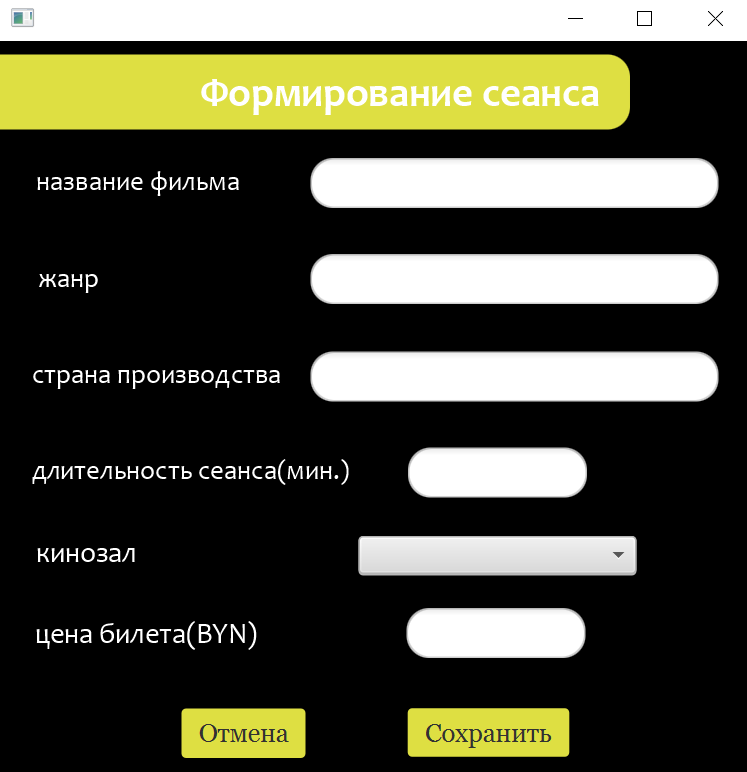 Формирование сеанса
название фильма
жанр
страна производства
длительность сеанса(мин.)
кинозал
цена билета(BYN)
Отмена
Сохранить